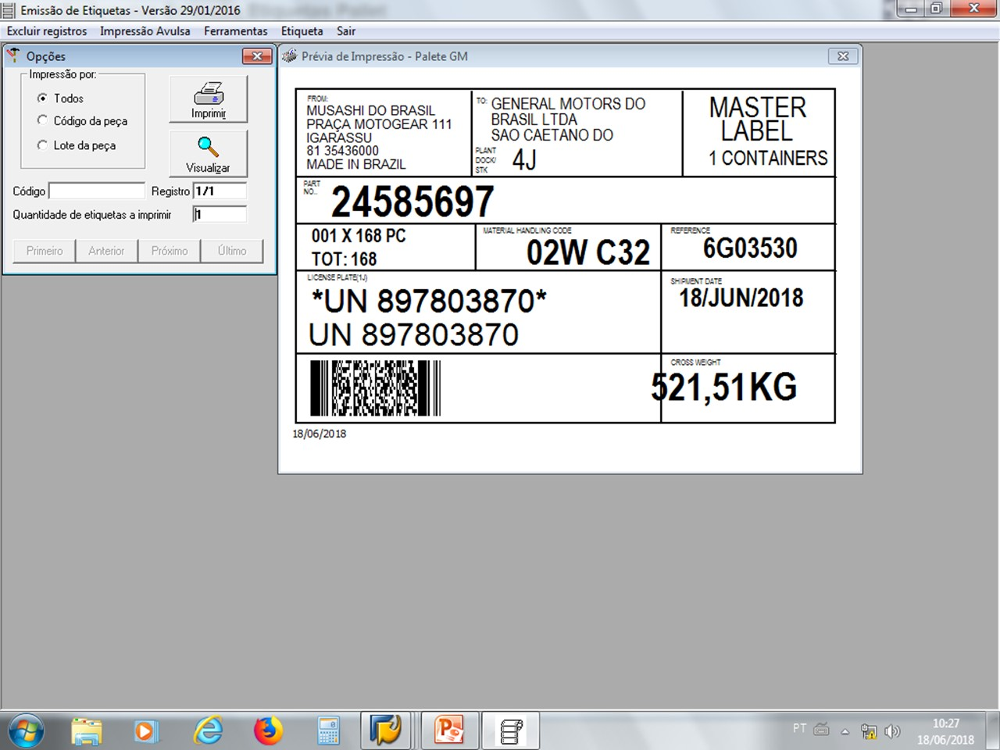 Emissão de Etiquetas - Versão 29/01/2016
Excluir registros Impressão Avulsa Ferramentas Etiqueta Sair
Opções
Impressão por:
Todos
Código da peça
Lote da peça
Imprimir
Visualizar
Código
Registro 1/1
Quantidade de etiquetas a imprimir 1
Primeiro Anterior Próximo Último
Prévia de Impressão - Palete GM
FROM:
MUSASHI DO BRASIL
PRAÇA MOTOGEAR 111
IGARASSU
81 35436000
MADE IN BRAZIL
TO: GENERAL MOTORS DO
BRASIL LTDA
SAO CAETANO DO
PLANT
DOCK/
STK
4J
MASTER
LABEL
1 CONTAINERS
PART
NO..
24585697
001 X 168 PC
TOT: 168
MATERIAL HANDLING CODE
02W C32
REFERENCE
6G03530
LICENSE PLATE(1J)
*UN 897803870*
UN 897803870
SHIPMENT DATE
18/JUN/2018
CROSS WEIGHT
521,51KG
18/06/2018
PT
10:27
18/06/2018